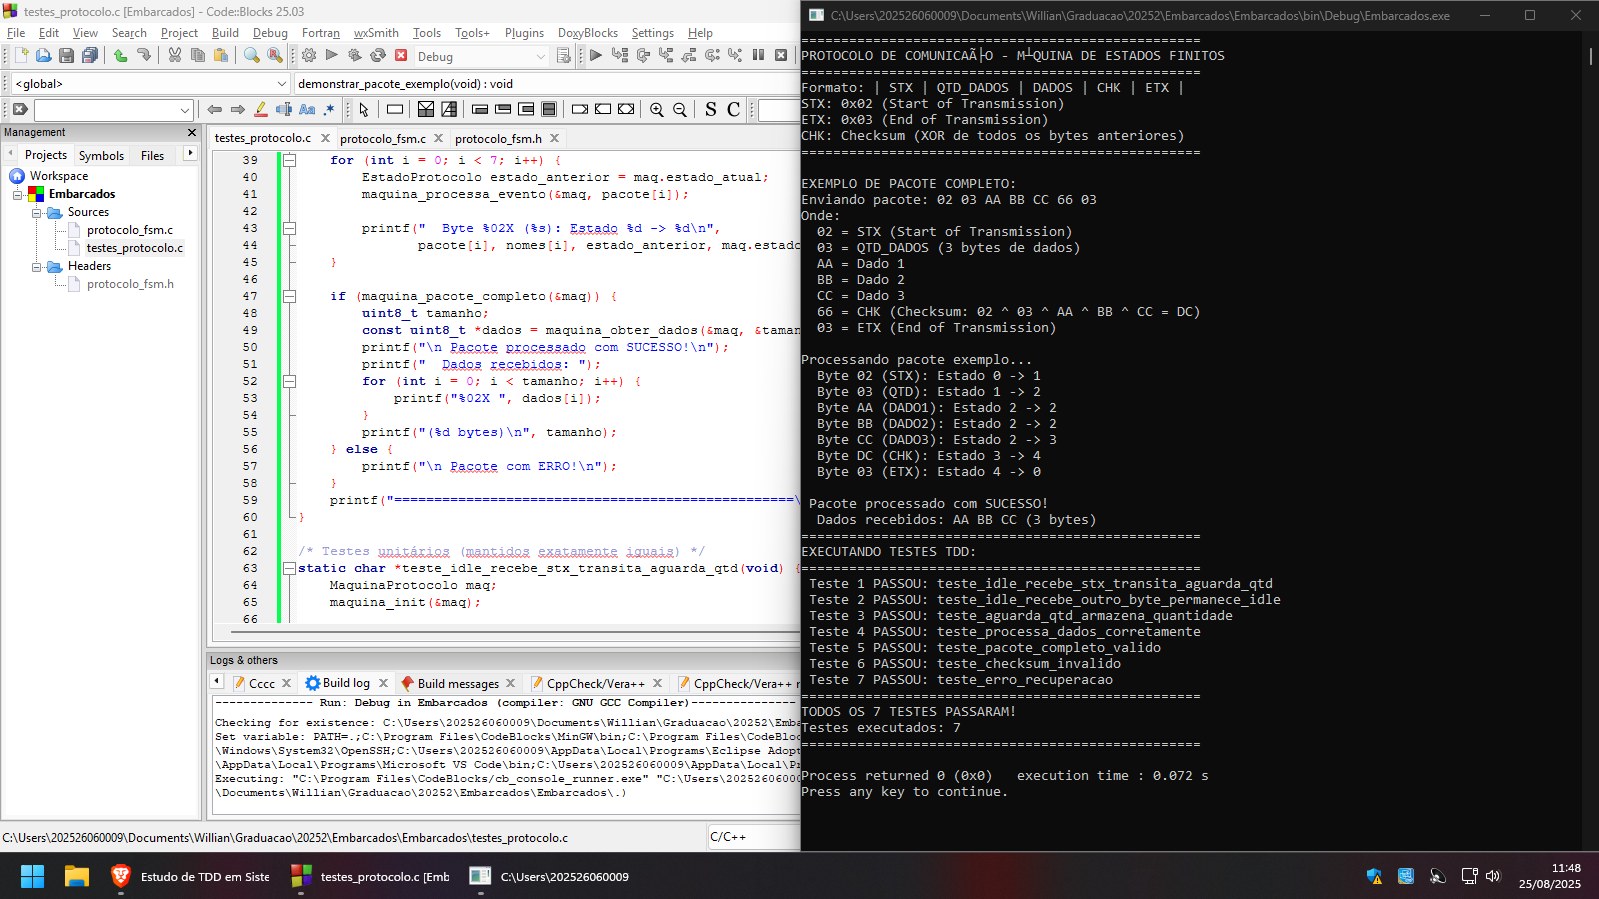 testes_protocolo.c [Embarcados] - Code::Blocks 25.03
File Edit View Search Project Build Debug Fortran wxSmith Tools Tools+ Plugins DoxyBlocks Settings Help
Debug
<global>
demonstrar_pacote_exemplo(void) : void
Aa .* S C
Management
Projects Symbols Files
Workspace
Embarcados
Sources
protocolo_fsm.c
testes_protocolo.c
Headers
protocolo_fsm.h
testes_protocolo.c protocolo_fsm.c protocolo_fsm.h
39 for (int i = 0; i < 7; i++) {
40 EstadoProtocolo estado_anterior = maq.estado_atual;
41 maquina_processa_evento(&maq, pacote[i]);
42
43 printf("  Byte %02X (%s): Estado %d -> %d\n",
44 pacote[i], nomes[i], estado_anterior, maq.estado
45 }
46
47 if (maquina_pacote_completo(&maq)) {
48 uint8_t tamanho;
49 const uint8_t *dados = maquina_obter_dados(&maq, &taman
50 printf("\n Pacote processado com SUCESSO!\n");
51 printf("  Dados recebidos: ");
52 for (int i = 0; i < tamanho; i++) {
53 printf("%02X ", dados[i]);
54 }
55 printf("(%d bytes)\n", tamanho);
56 } else {
57 printf("\n Pacote com ERRO!\n");
58 }
59 printf("==================================================\
60 }
61
62 /* Testes unitários (mantidos exatamente iguais) */
63 static char *teste_idle_recebe_stx_transita_aguarda_qtd(void) {
64 MaquinaProtocolo maq;
65 maquina_init(&maq);
66
Logs & others
Cccc Build log Build messages CppCheck/Vera++ CppCheck/Vera++
-------------- Run: Debug in Embarcados (compiler: GNU GCC Compiler)---------------
Checking for existence: C:\Users\202526060009\Documents\Willian\Graduacao\20252\Emba
Set variable: PATH=.;C:\Program Files\CodeBlocks\MinGW\bin;C:\Program Files\CodeBloc
\Windows\System32\OpenSSH;C:\Users\202526060009\AppData\Local\Programs\Eclipse Adopt
\AppData\Local\Programs\Microsoft VS Code\bin;C:\Users\202526060009\AppData\Local\Pr
Executing: "C:\Program Files\CodeBlocks/cb_console_runner.exe" "C:\Users\20252606000
\Documents\Willian\Graduacao\20252\Embarcados\Embarcados\.)
C:\Users\202526060009\Documents\Willian\Graduacao\20252\Embarcados\Embarcados\testes_protocolo.c
C/C++
C:\Users\202526060009\Documents\Willian\Graduacao\20252\Embarcados\Embarcados\bin\Debug\Embarcados.exe
==================================================
PROTOCOLO DE COMUNICAÃ├O - M┴QUINA DE ESTADOS FINITOS
==================================================
Formato: | STX | QTD_DADOS | DADOS | CHK | ETX |
STX: 0x02 (Start of Transmission)
ETX: 0x03 (End of Transmission)
CHK: Checksum (XOR de todos os bytes anteriores)
==================================================
EXEMPLO DE PACOTE COMPLETO:
Enviando pacote: 02 03 AA BB CC 66 03
Onde:
02 = STX (Start of Transmission)
03 = QTD_DADOS (3 bytes de dados)
AA = Dado 1
BB = Dado 2
CC = Dado 3
66 = CHK (Checksum: 02 ^ 03 ^ AA ^ BB ^ CC = DC)
03 = ETX (End of Transmission)
Processando pacote exemplo...
Byte 02 (STX): Estado 0 -> 1
Byte 03 (QTD): Estado 1 -> 2
Byte AA (DADO1): Estado 2 -> 2
Byte BB (DADO2): Estado 2 -> 2
Byte CC (DADO3): Estado 2 -> 3
Byte DC (CHK): Estado 3 -> 4
Byte 03 (ETX): Estado 4 -> 0
Pacote processado com SUCESSO!
Dados recebidos: AA BB CC (3 bytes)
==================================================
EXECUTANDO TESTES TDD:
==================================================
Teste 1 PASSOU: teste_idle_recebe_stx_transita_aguarda_qtd
Teste 2 PASSOU: teste_idle_recebe_outro_byte_permanece_idle
Teste 3 PASSOU: teste_aguarda_qtd_armazena_quantidade
Teste 4 PASSOU: teste_processa_dados_corretamente
Teste 5 PASSOU: teste_pacote_completo_valido
Teste 6 PASSOU: teste_checksum_invalido
Teste 7 PASSOU: teste_erro_recuperacao
==================================================
TODOS OS 7 TESTES PASSARAM!
Testes executados: 7
==================================================
Process returned 0 (0x0)   execution time : 0.072 s
Press any key to continue.
Estudo de TDD em Siste
testes_protocolo.c [Emb
C:\Users\202526060009
11:48
25/08/2025